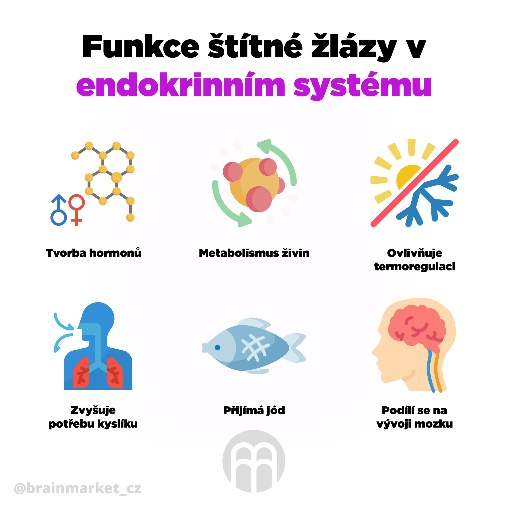 Funkce štítné žlázy v
endokrinním systému
Tvorba hormonů
Metabolismus živin
Ovlivňuje
termoregulaci
Zvyšuje
potřebu kyslíku
Přijímá jód
Podílí se na
vývoji mozku
@brainmarket_cz